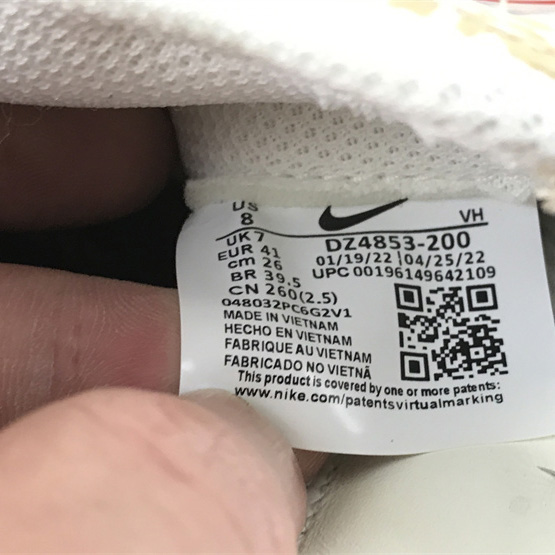 US
8
VH
UK 7
EUR 41
cm 26
BR 39.5
CN 260(2.5)
DZ4853-200
01/19/22 | 04/25/22
UPC 00196149642109
048032PC6G2V1
MADE IN VIETNAM
HECHO EN VIETNAM
FABRIQUE AU VIETNAM
FABRICADO NO VIETNÃ
This product is covered by one or more patents:
www.nike.com/patentsvirtualmarking